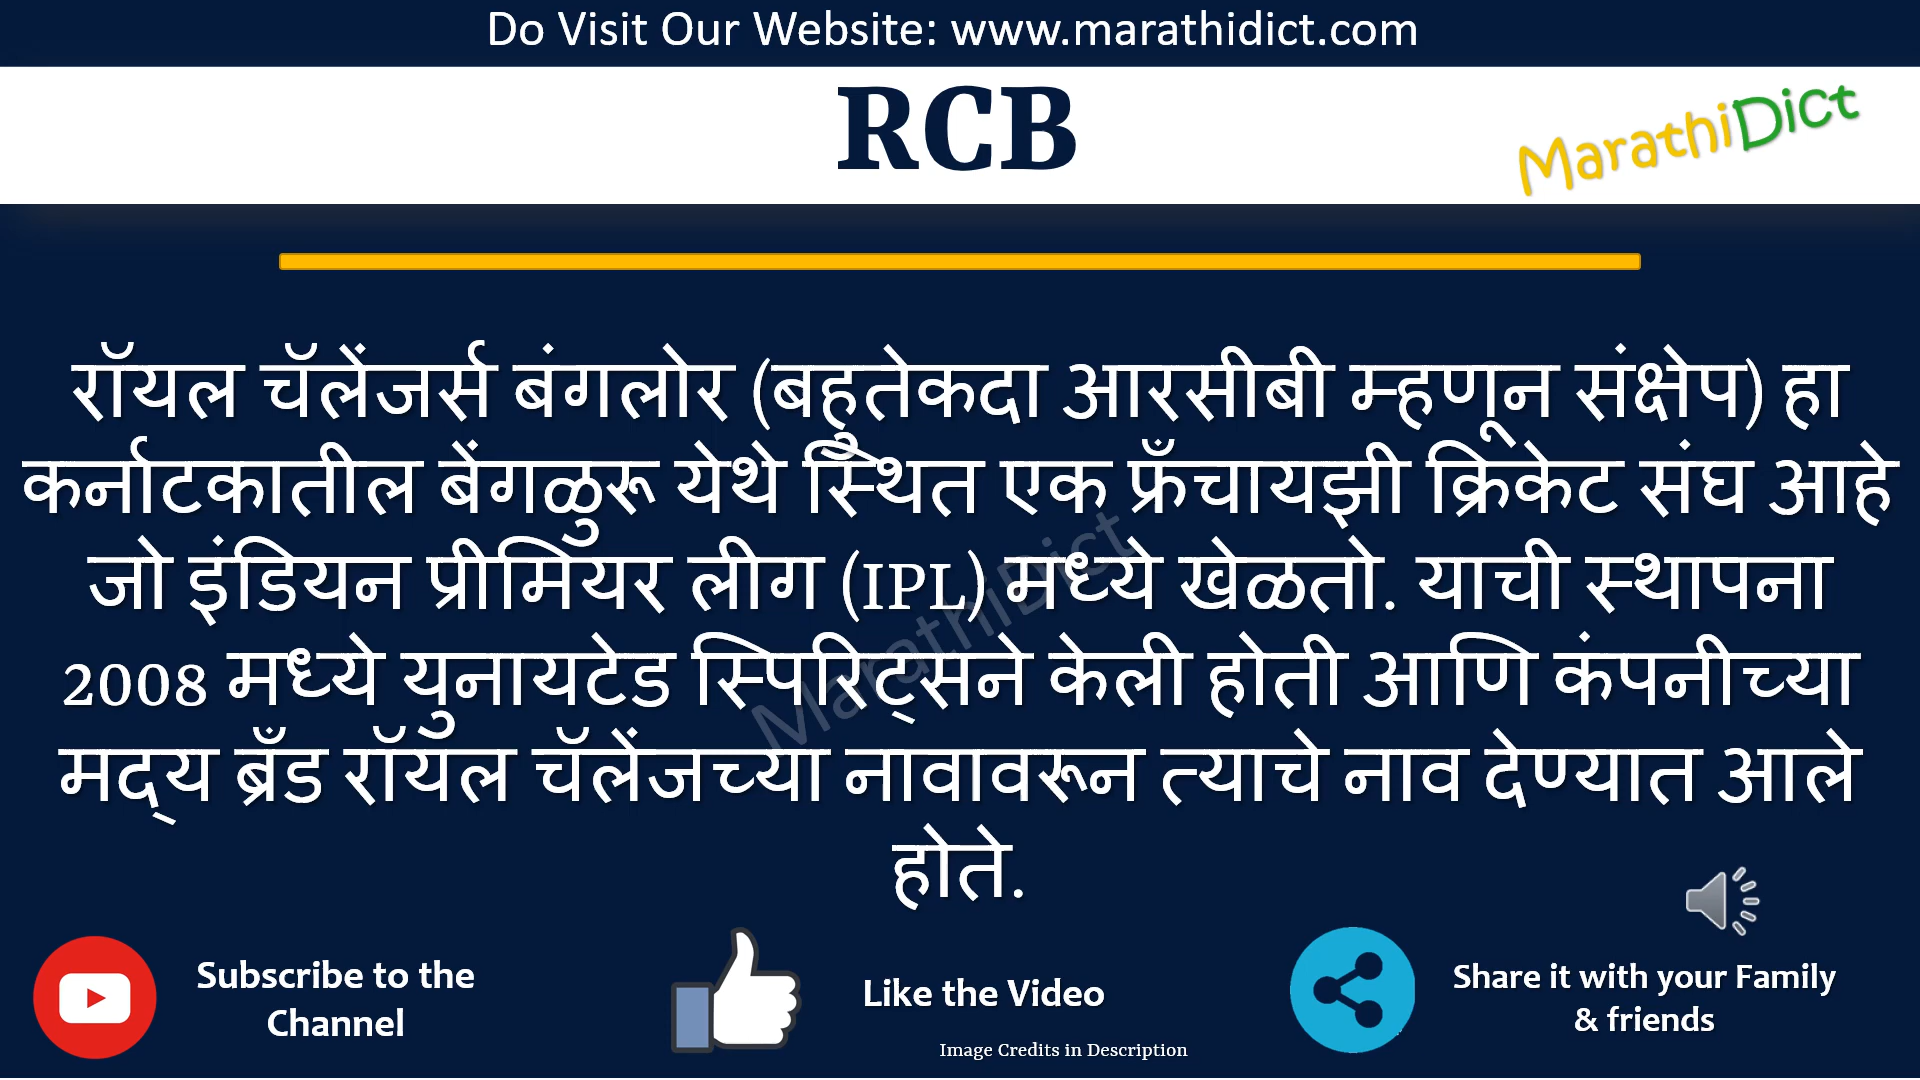 Do Visit Our Website: www.marathidict.com
RCB
MarathiDict
रॉयल चॅलेंजर्स बंगलोर (बहुतेकदा आरसीबी म्हणून संक्षेप) हा
कर्नाटकातील बेंगळुरू येथे स्थित एक फ्रँचायझी क्रिकेट संघ आहे
जो इंडियन प्रीमियर लीग (IPL) मध्ये खेळतो. याची स्थापना
2008 मध्ये युनायटेड स्पिरिट्सने केली होती आणि कंपनीच्या
मद्य ब्रँड रॉयल चॅलेंजच्या नावावरून त्याचे नाव देण्यात आले
होते.
MarathiDict
Subscribe to the
Channel
Like the Video
Share it with your Family
& friends
Image Credits in Description